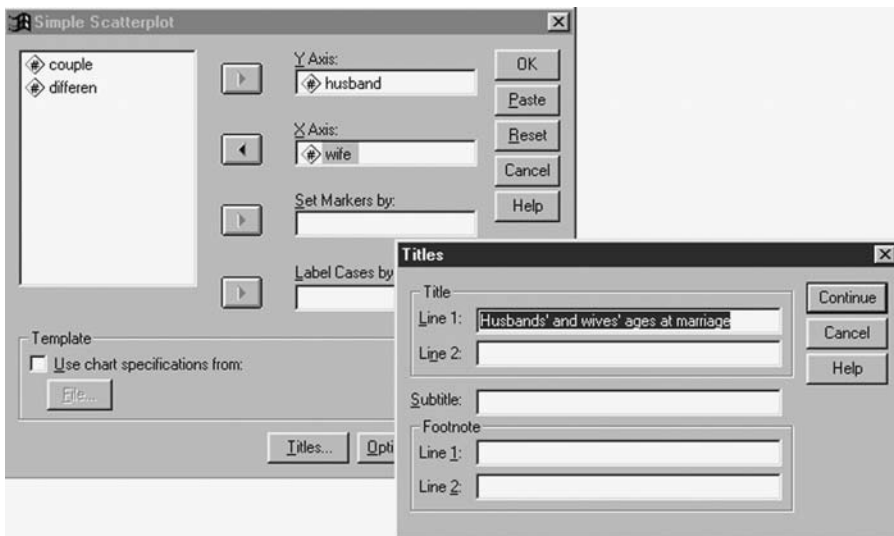 Simple Scatterplot
couple
differen
Y Axis:
husband
X Axis:
wife
Set Markers by:
Label Cases by
OK
Paste
Reset
Cancel
Help
Template
Use chart specifications from:
File...
Titles...
Opti
Titles
Title
Line 1: Husbands' and wives' ages at marriage
Line 2:
Subtitle:
Footnote
Line 1:
Line 2:
Continue
Cancel
Help